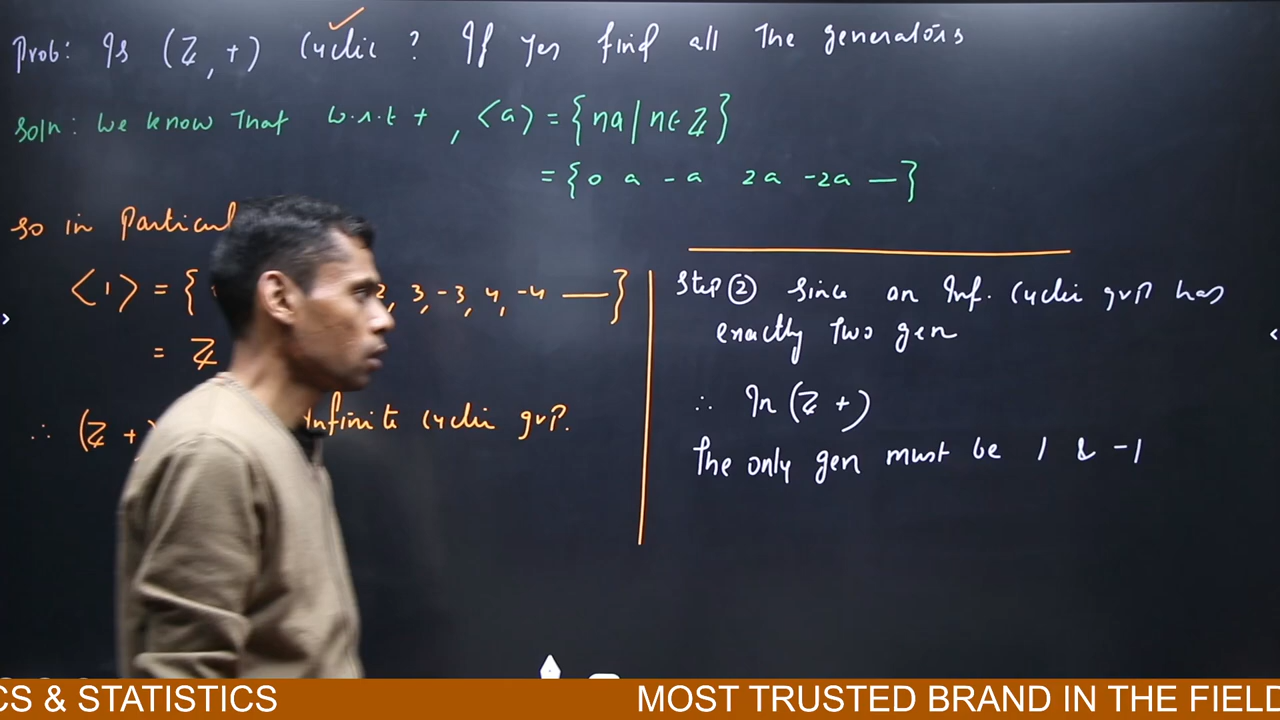 Prob: Is (ℤ, +) Cyclic ? If yes find all the generators
Soln: We know that w.r.t + , ⟨a⟩ = {na | n ∈ ℤ}
= {0 a -a 2a -2a —}
So in
⟨1⟩ = { 2, 3, -3, 4, -4 — }
= ℤ
∴ (ℤ + infinite cyclic grp.
Step ② Since an Inf. Cyclic grp has
exactly two gen
∴ In (ℤ +)
The only gen must be 1 & -1
CS & STATISTICS
MOST TRUSTED BRAND IN THE FIELD